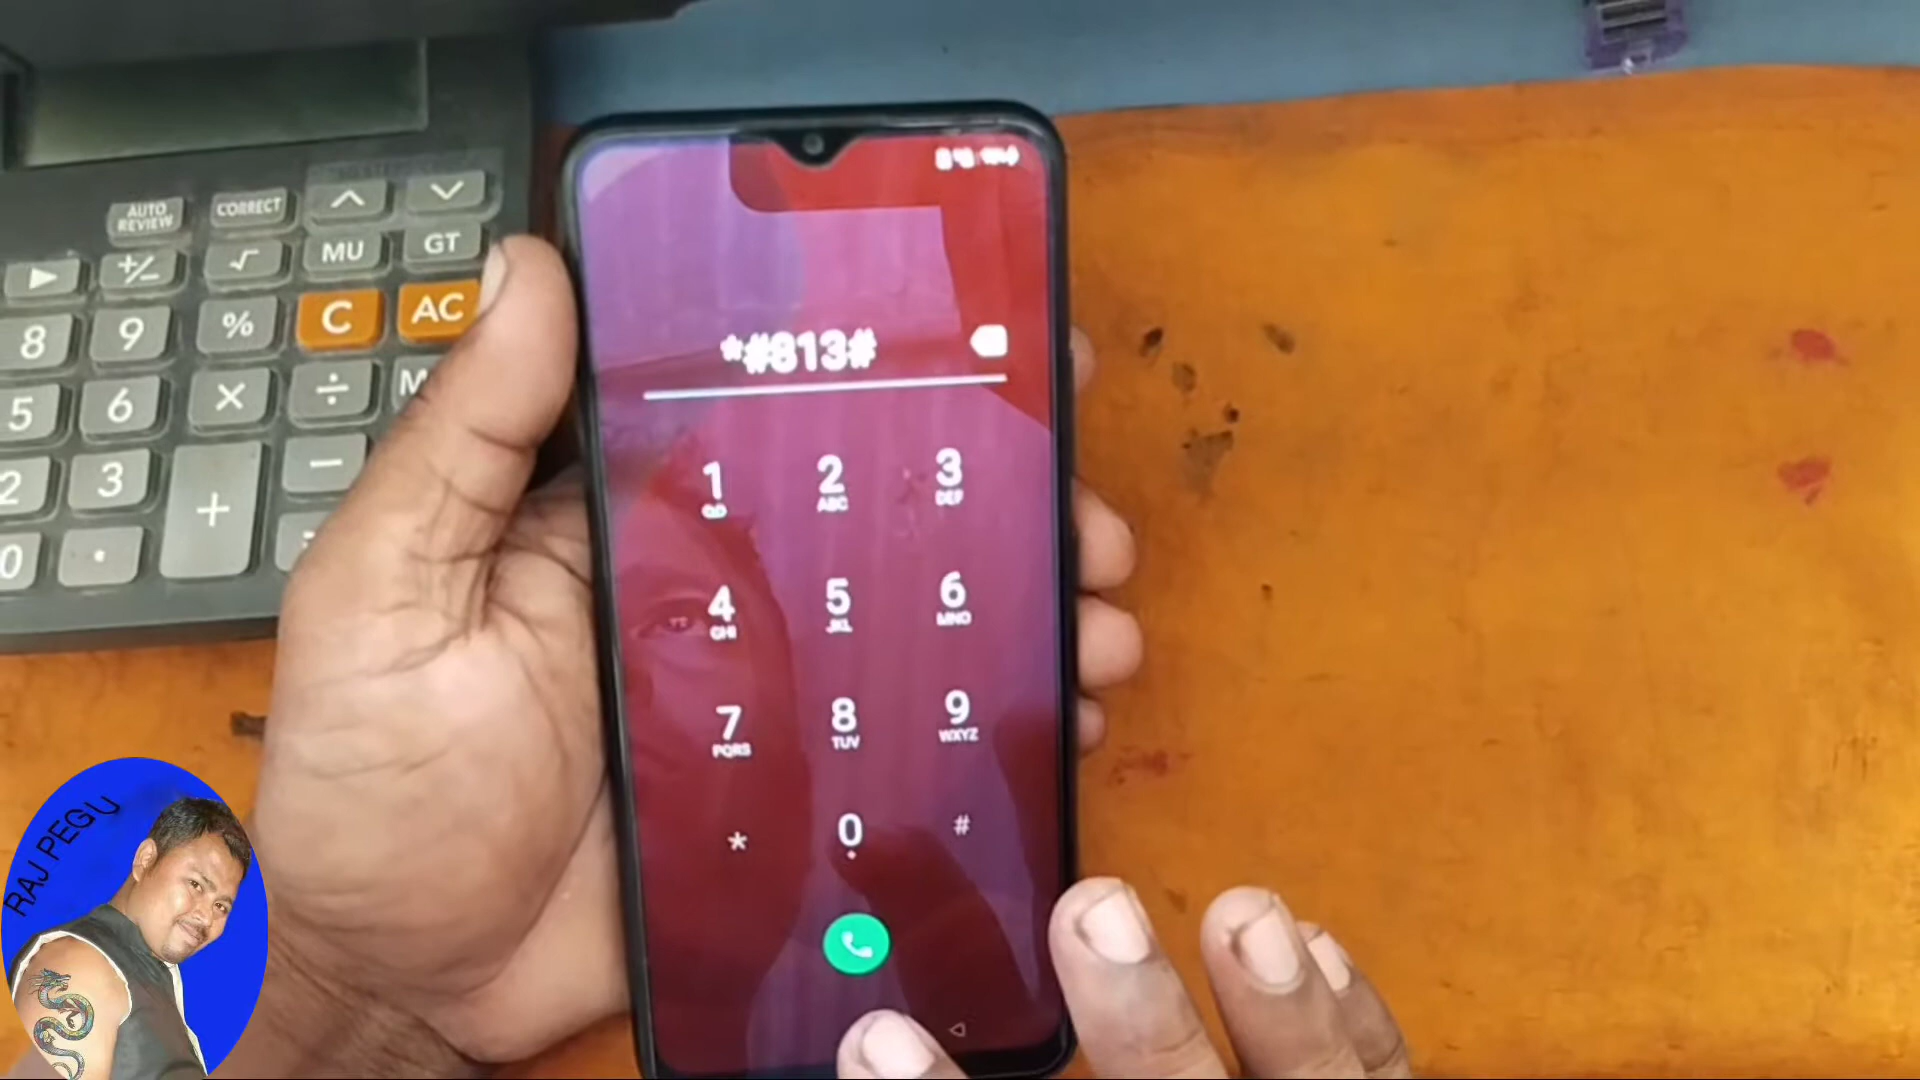 AUTO
REVIEW
CORRECT
+/-
√
MU
GT
8
9
%
C
AC
5
6
×
÷
M
2
3
+
−
0
.
*#813#
1
2
ABC
3
DEF
4
GHI
5
JKL
6
MNO
7
PQRS
8
TUV
9
WXYZ
*
0
#
RAJ PEGU